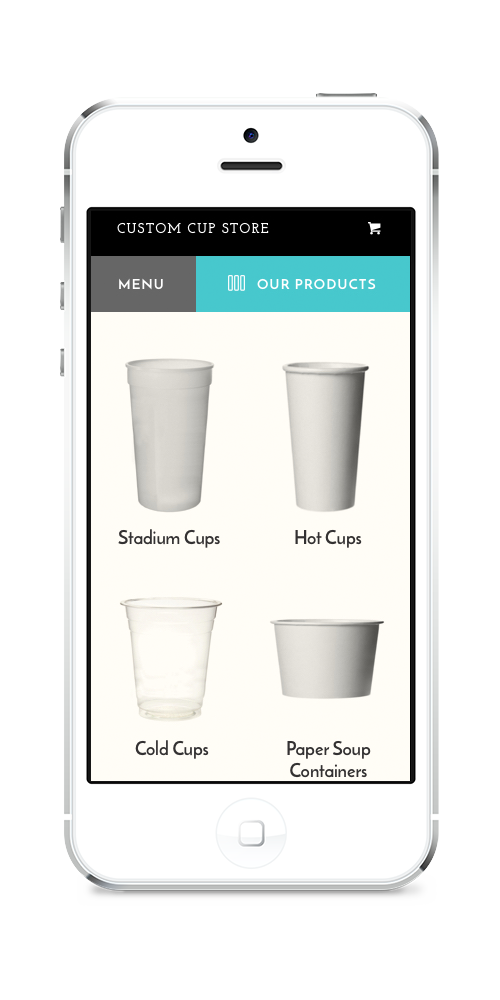 CUSTOM CUP STORE
MENU
OUR PRODUCTS
Stadium Cups
Hot Cups
Cold Cups
Paper Soup
Containers